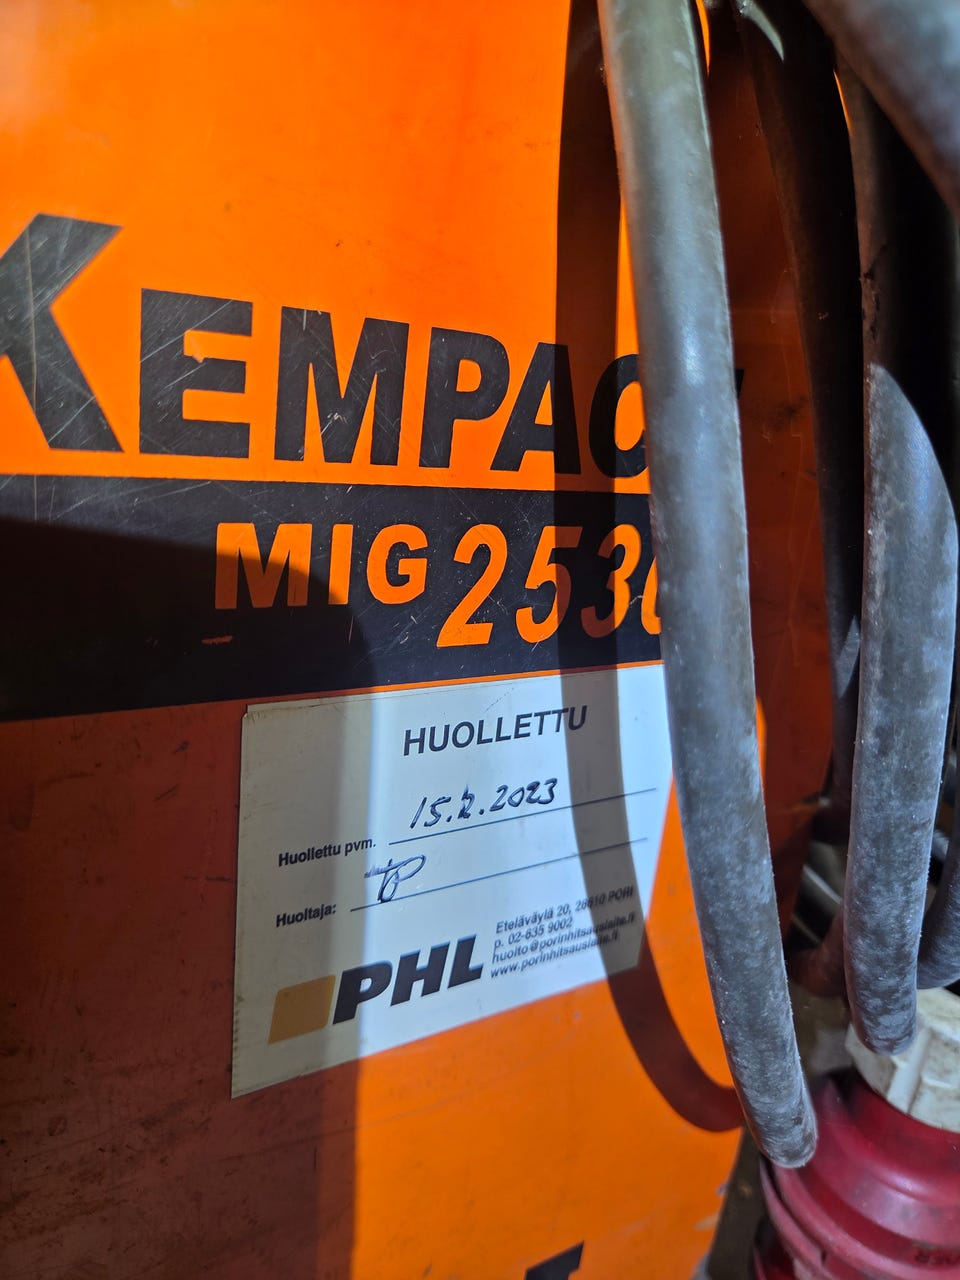 KEMPAC
MIG 2530
HUOLLETTU
Huollettu pvm. 15.2.2023
Huoltaja:
PHL
Eteläväylä 20, 28610 PORI
p. 02-635 9002
huolto@porinhitsauslaite.fi
www.porinhitsauslaite.fi